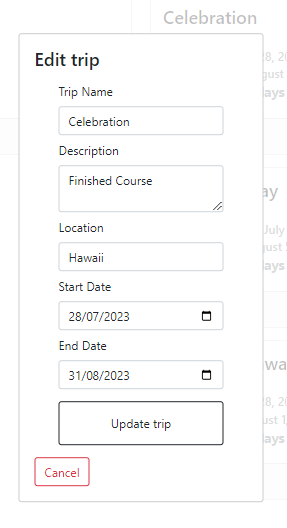 Celebration
Edit trip
Trip Name
Celebration
Description
Finished Course
Location
Hawaii
Start Date
28/07/2023
End Date
31/08/2023
Update trip
Cancel